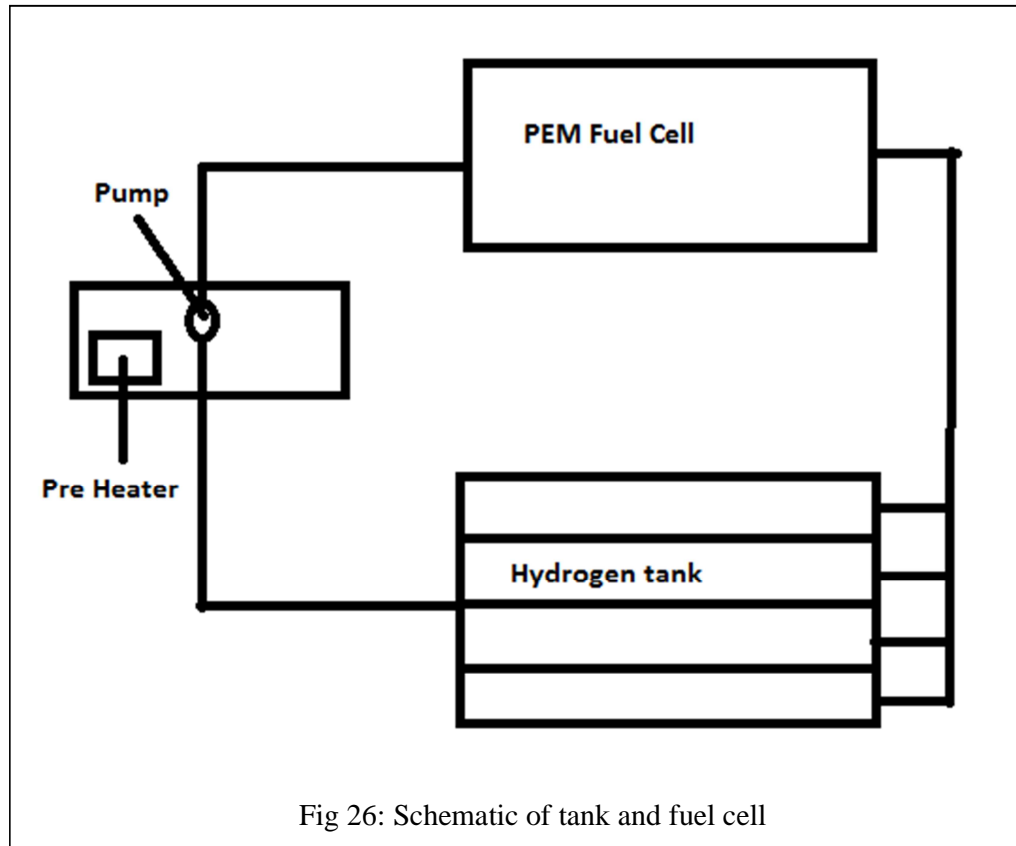 PEM Fuel Cell
Pump
Pre Heater
Hydrogen tank
Fig 26: Schematic of tank and fuel cell